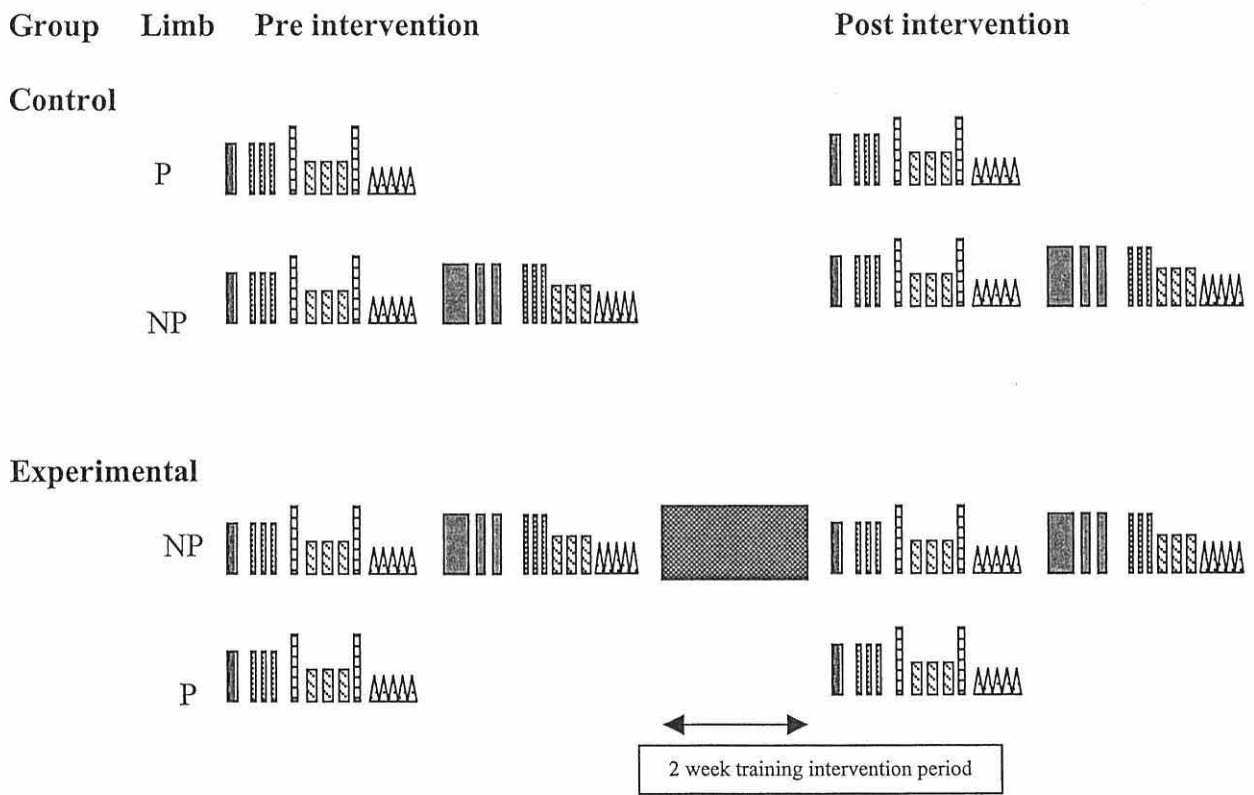 Group Limb Pre intervention Post intervention
Control
P
NP
Experimental
NP
P
2 week training intervention period